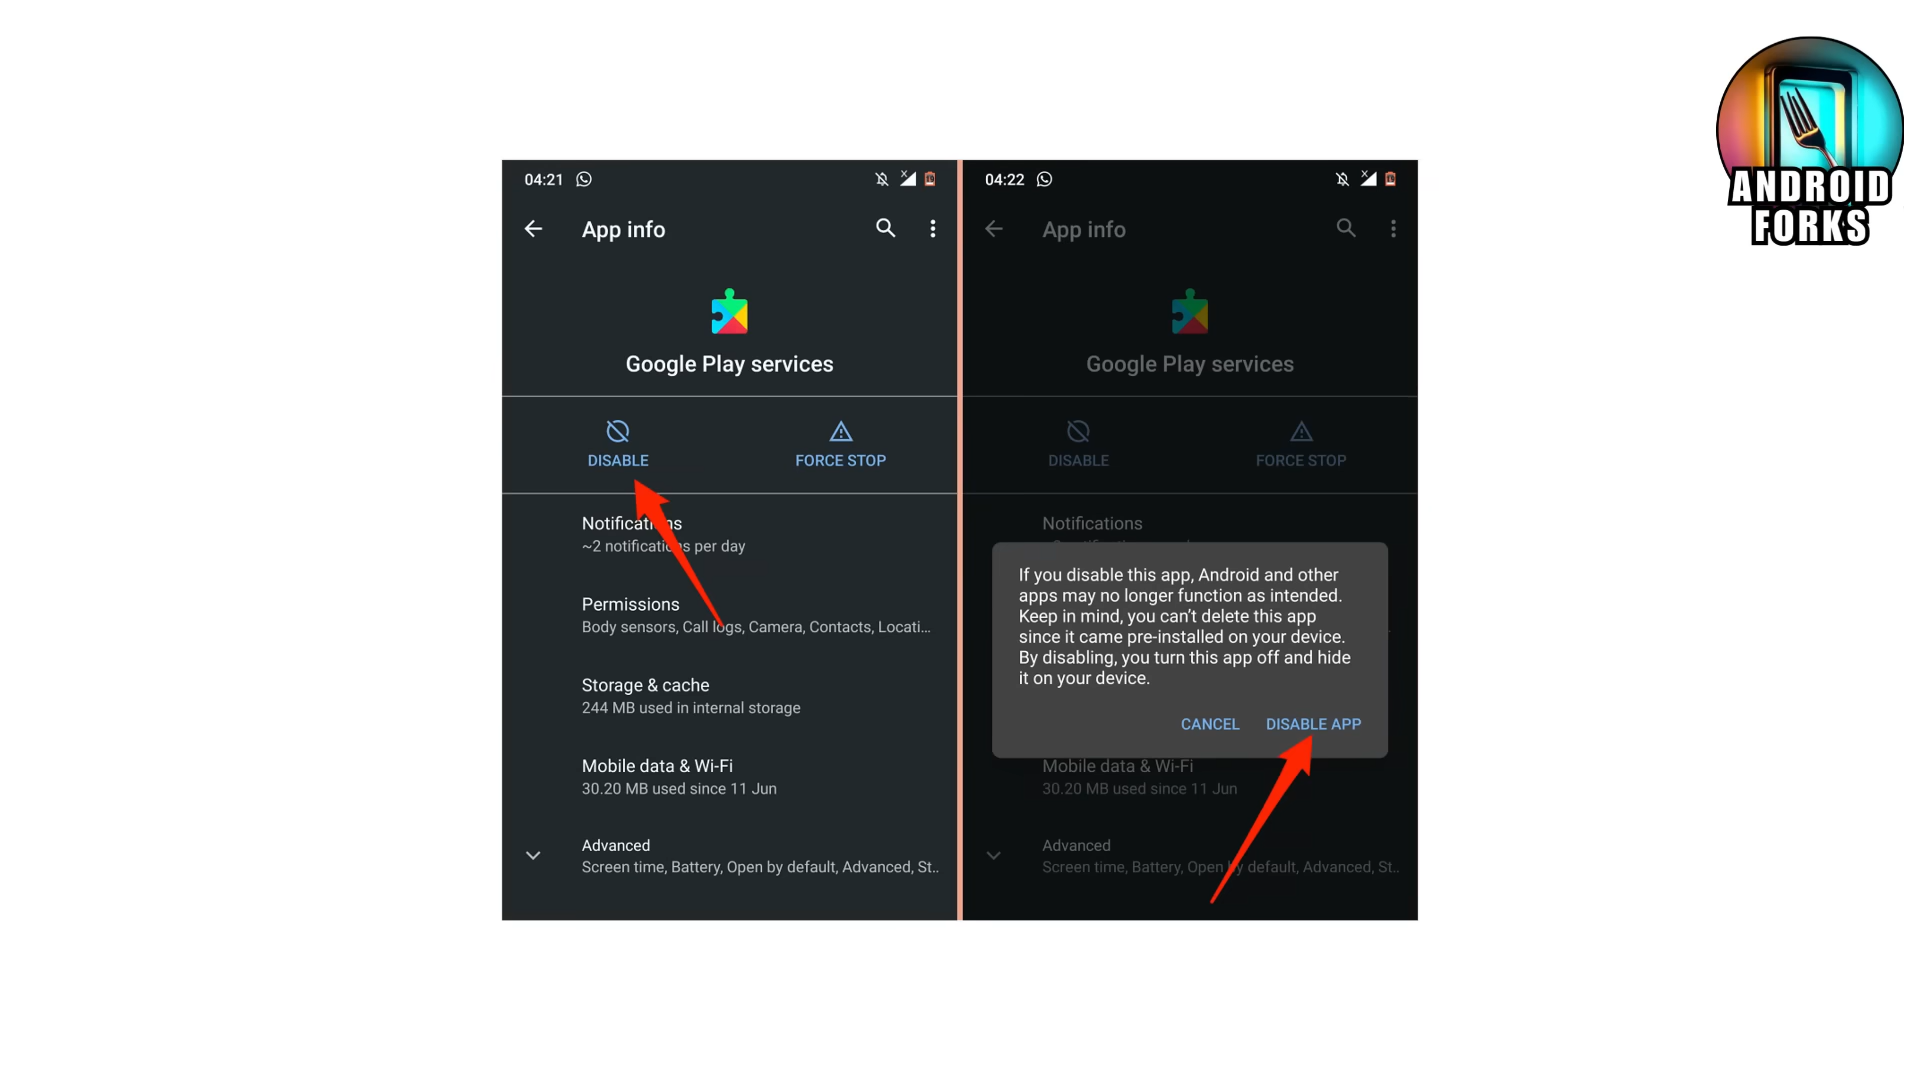 ANDROID
FORKS
04:21
App info
Google Play services
DISABLE
FORCE STOP
Notifications
~2 notifications per day
Permissions
Body sensors, Call logs, Camera, Contacts, Locati...
Storage & cache
244 MB used in internal storage
Mobile data & Wi-Fi
30.20 MB used since 11 Jun
Advanced
Screen time, Battery, Open by default, Advanced, St..
04:22
App info
Google Play services
DISABLE
FORCE STOP
Notifications
If you disable this app, Android and other
apps may no longer function as intended.
Keep in mind, you can't delete this app
since it came pre-installed on your device.
By disabling, you turn this app off and hide
it on your device.
CANCEL
DISABLE APP
Mobile data & Wi-Fi
30.20 MB used since 11 Jun
Advanced
Screen time, Battery, Open by default, Advanced, St..